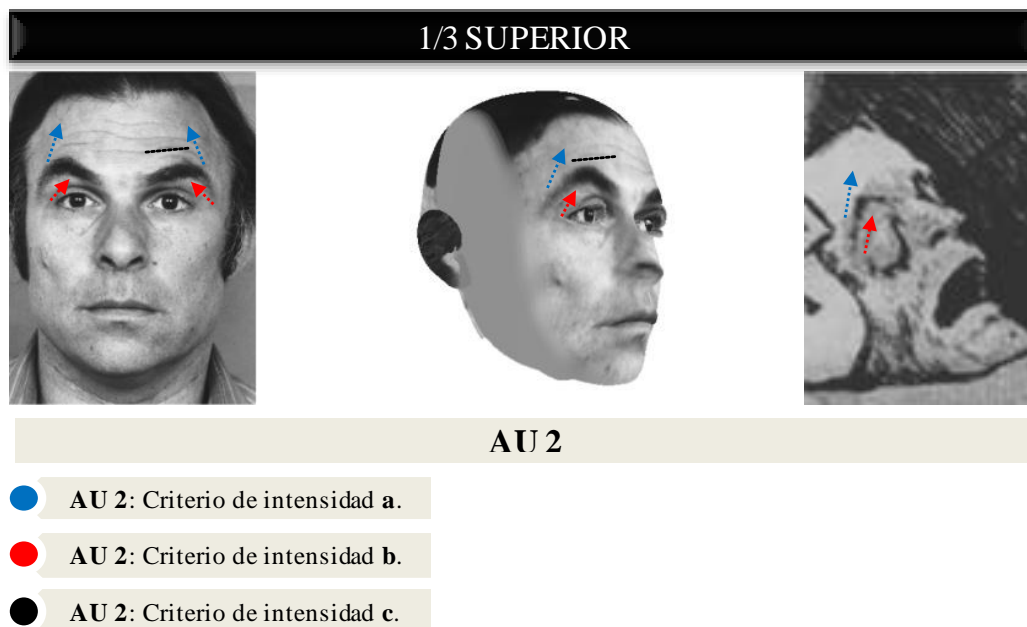 1/3 SUPERIOR
AU 2
AU 2: Criterio de intensidad a.
AU 2: Criterio de intensidad b.
AU 2: Criterio de intensidad c.